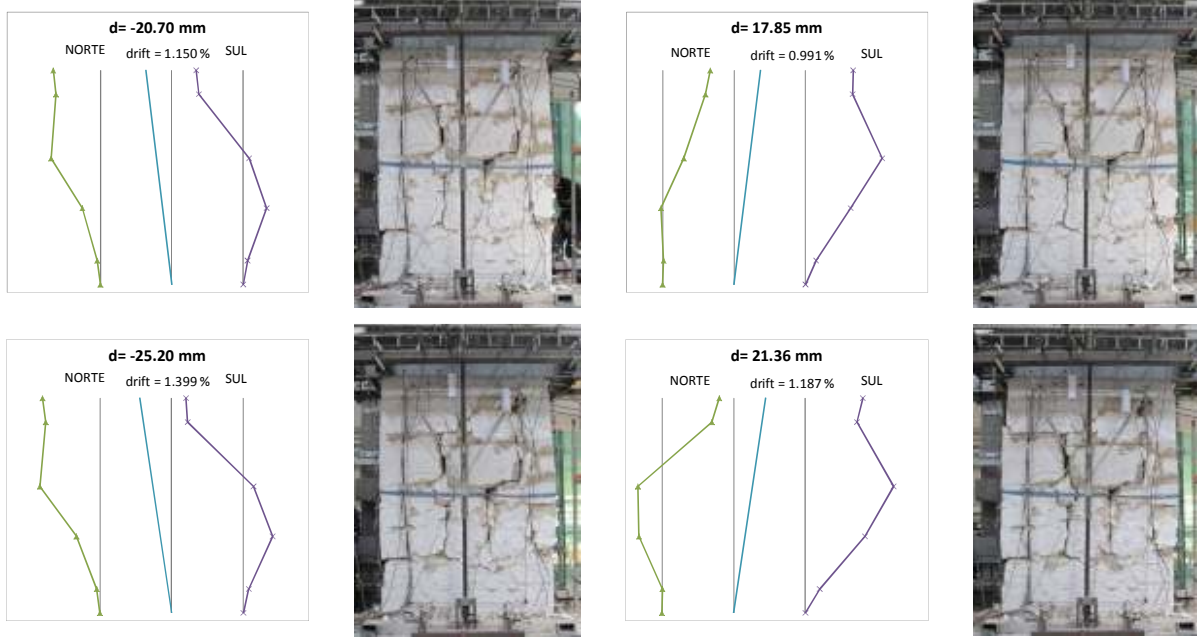 d= -20.70 mm
NORTE
drift = 1.150 %
SUL
d= 17.85 mm
NORTE
drift = 0.991 %
SUL
d= -25.20 mm
NORTE
drift = 1.399 %
SUL
d= 21.36 mm
NORTE
drift = 1.187 %
SUL